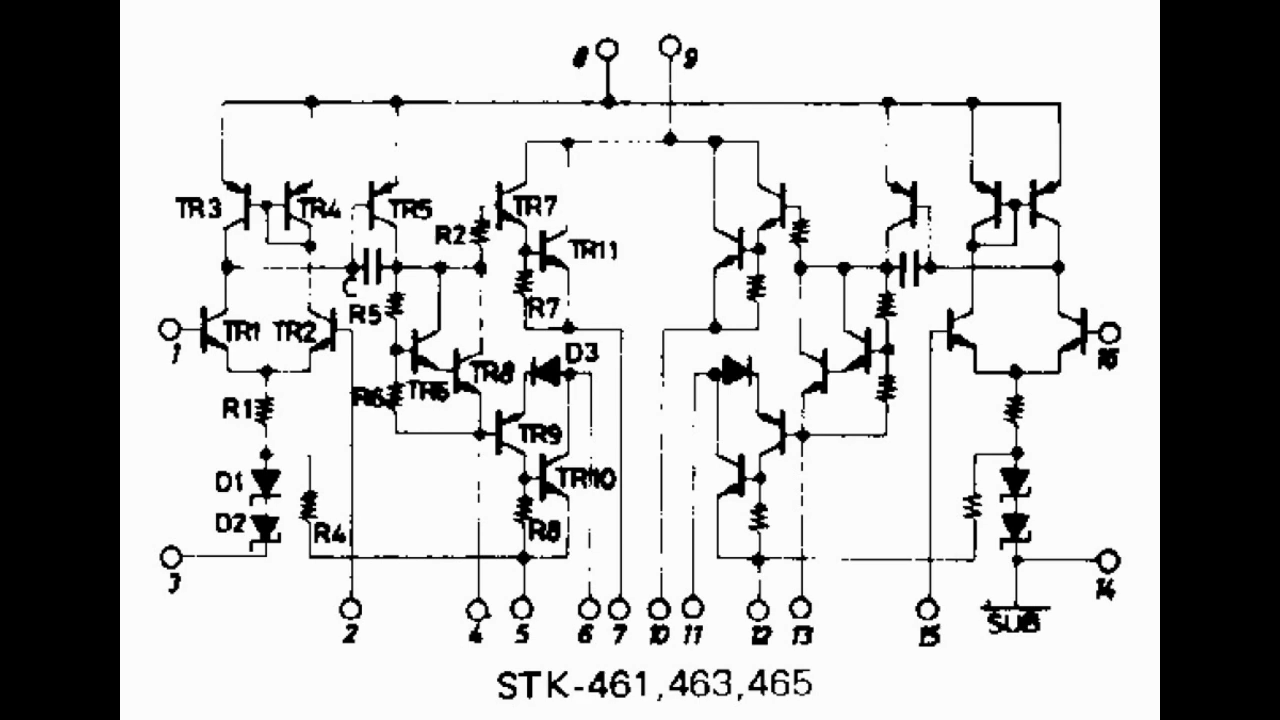 8 9
TR3 TR4 TR5 R2 TR7
TR11
R5 R7
1 TR1 TR2 16
D3
TR8
R6 TR6
R1
TR9
D1 TR10
D2 R4 R8
3 14
2 4 5 6 7 10 11 12 13 15 SUB
STK-461,463,465